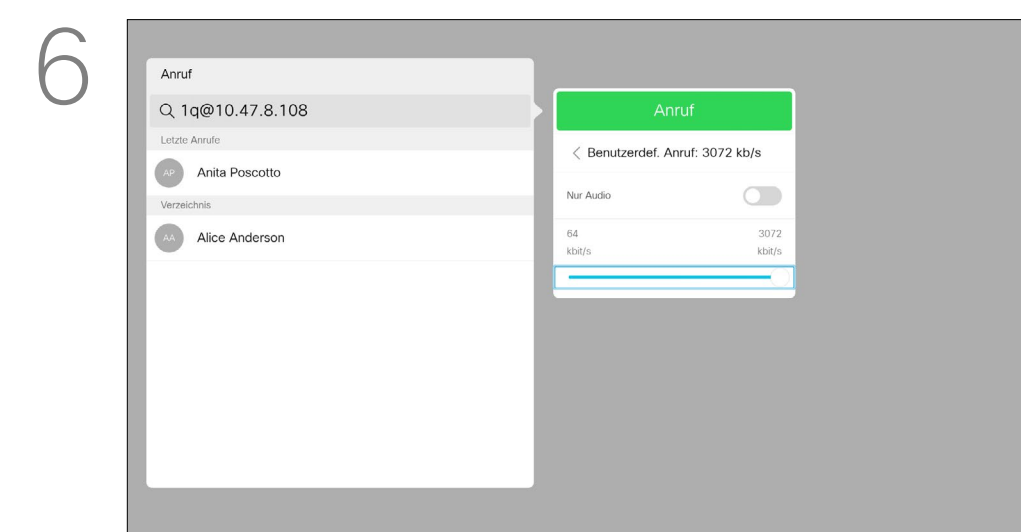 6
Anruf
1q@10.47.8.108
Letzte Anrufe
AP Anita Poscotto
Verzeichnis
AA Alice Anderson
Anruf
Benutzerdef. Anruf: 3072 kb/s
Nur Audio
64 3072
kbit/s kbit/s